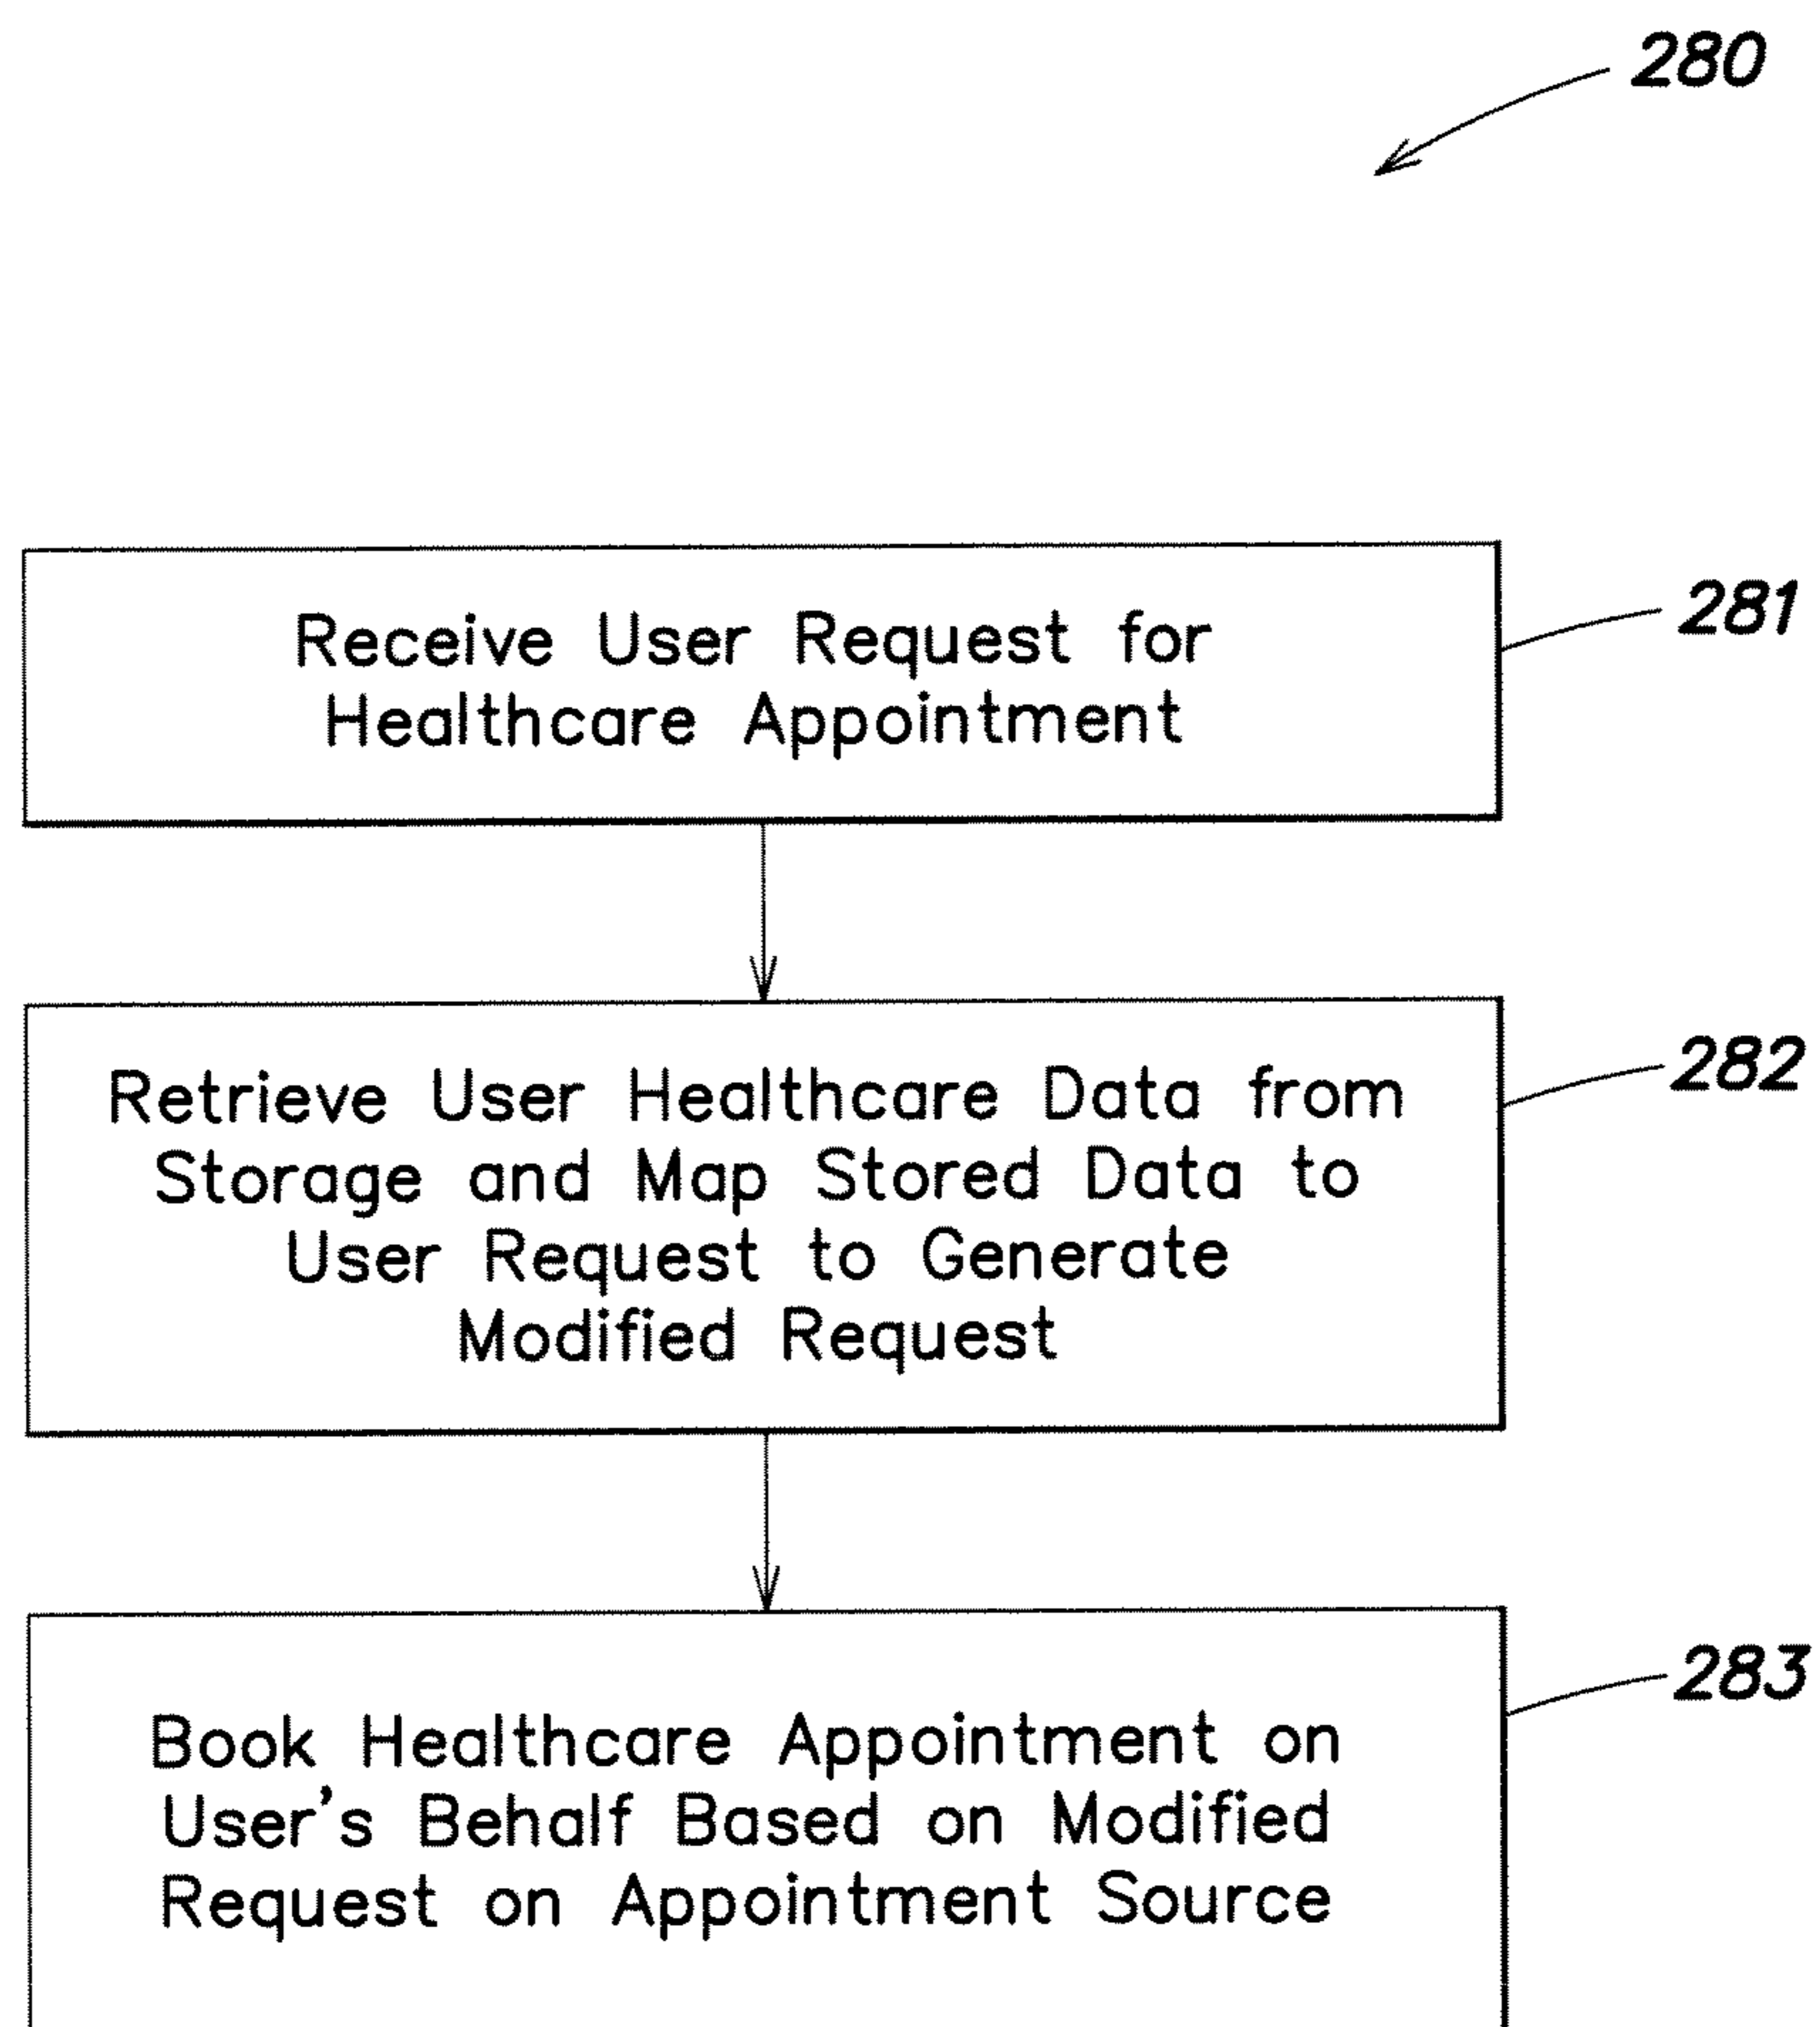 280
Receive User Request for
Healthcare Appointment
281
Retrieve User Healthcare Data from
Storage and Map Stored Data to
User Request to Generate
Modified Request
282
Book Healthcare Appointment on
User's Behalf Based on Modified
Request on Appointment Source
283